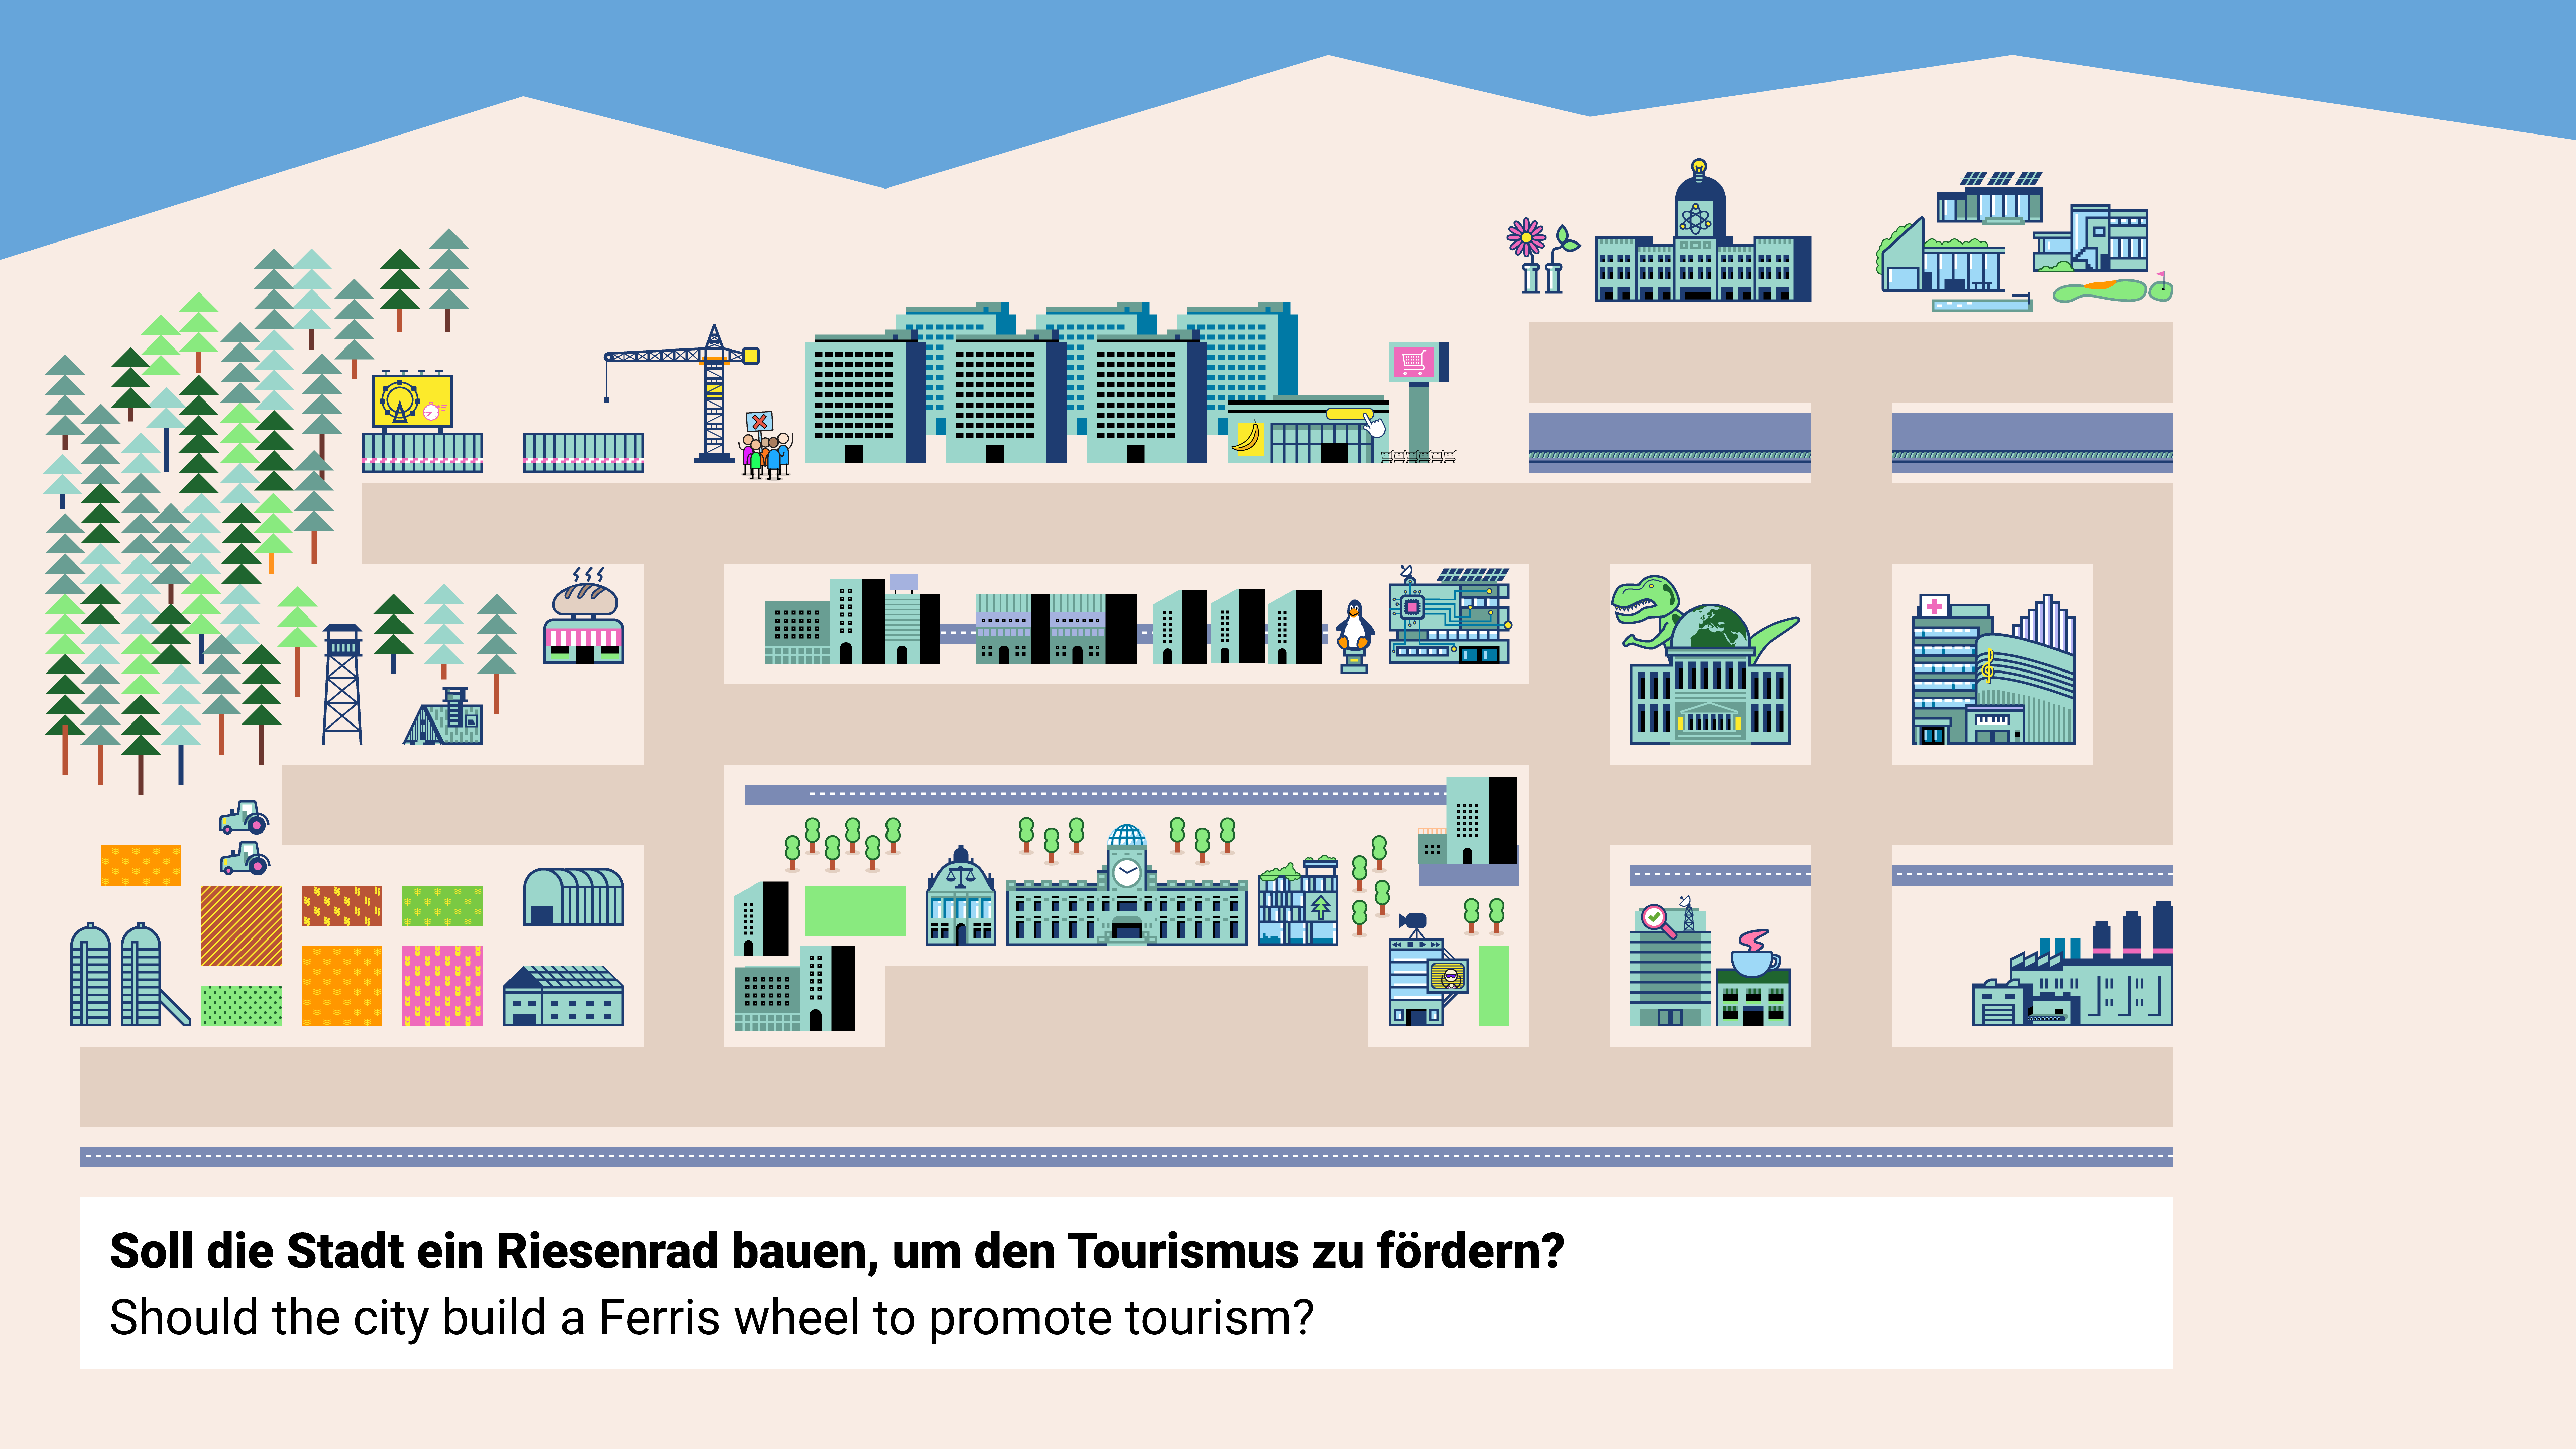 Soll die Stadt ein Riesenrad bauen, um den Tourismus zu fördern?
Should the city build a Ferris wheel to promote tourism?